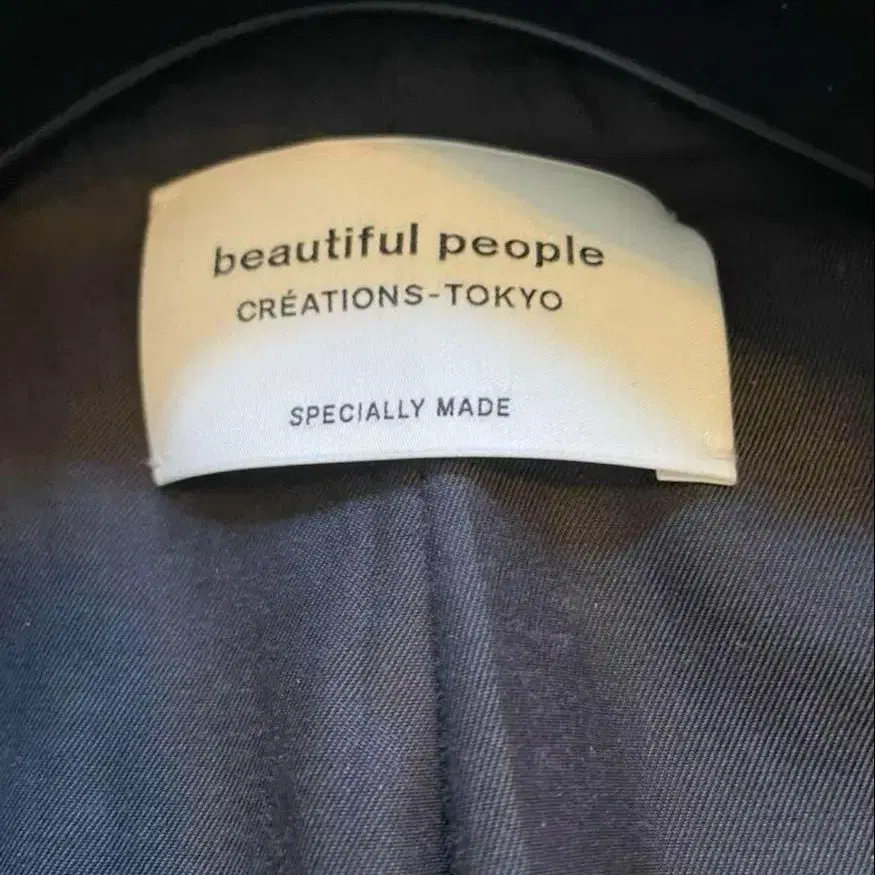 beautiful people
CRÉATIONS-TOKYO
SPECIALLY MADE